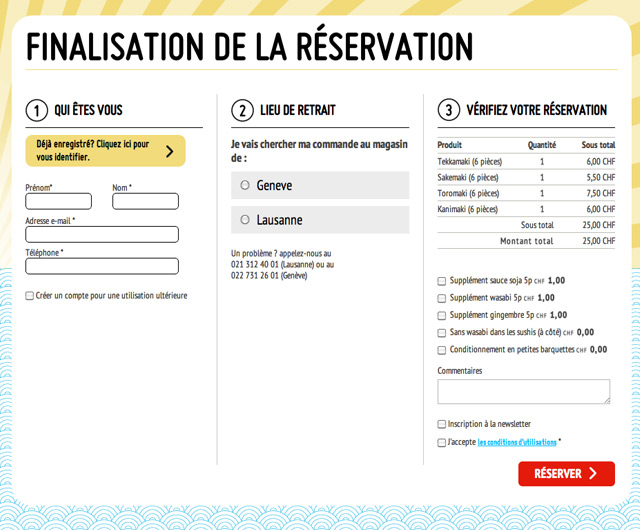 FINALISATION DE LA RÉSERVATION
1 QUI ÊTES VOUS
Déjà enregistré? Cliquez ici pour
vous identifier.
Prénom* Nom *
Adresse e-mail *
Téléphone *
Créer un compte pour une utilisation ultérieure
2 LIEU DE RETRAIT
Je vais chercher ma commande au magasin
de :
Geneve
Lausanne
Un problème ? appelez-nous au
021 312 40 01 (Lausanne) ou au
022 731 26 01 (Genève)
3 VÉRIFIEZ VOTRE RÉSERVATION
Produit Quantité Sous total
Tekkamaki (6 pièces) 1 6,00 CHF
Sakemaki (6 pièces) 1 5,50 CHF
Toromaki (6 pièces) 1 7,50 CHF
Kanimaki (6 pièces) 1 6,00 CHF
Sous total 25,00 CHF
Montant total 25,00 CHF
Supplément sauce soja 5p CHF 1,00
Supplément wasabi 5p CHF 1,00
Supplément gingembre 5p CHF 1,00
Sans wasabi dans les sushis (à côté) CHF 0,00
Conditionnement en petites barquettes CHF 0,00
Commentaires
Inscription à la newsletter
J'accepte les conditions d'utilisations *
RÉSERVER